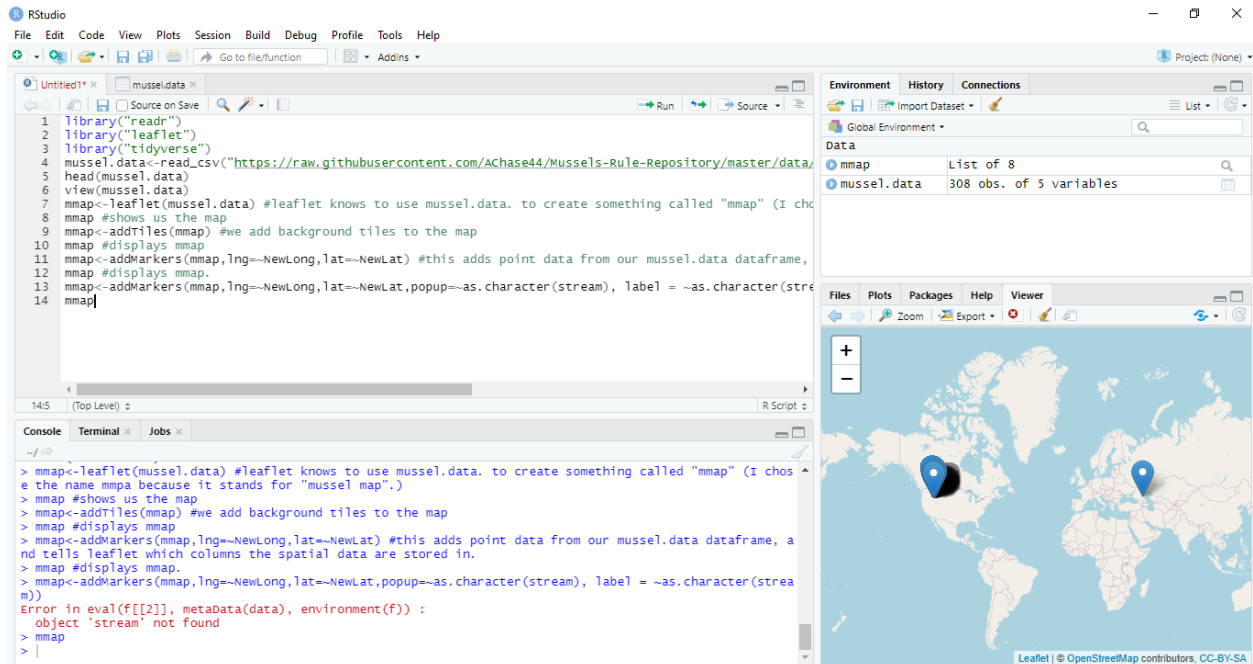 RStudio
File Edit Code View Plots Session Build Debug Profile Tools Help
Go to file/function Addins Project: (None)
Untitled1* mussel.data
Source on Save Run Source
1 library("readr")
2 library("leaflet")
3 library("tidyverse")
4 mussel.data<-read_csv("https://raw.githubusercontent.com/AChase44/Mussels-Rule-Repository/master/data/
5 head(mussel.data)
6 view(mussel.data)
7 mmap<-leaflet(mussel.data) #leaflet knows to use mussel.data. to create something called "mmap" (I cho
8 mmap #shows us the map
9 mmap<-addTiles(mmap) #we add background tiles to the map
10 mmap #displays mmap
11 mmap<-addMarkers(mmap,lng=~NewLong,lat=~NewLat) #this adds point data from our mussel.data dataframe,
12 mmap #displays mmap.
13 mmap<-addMarkers(mmap,lng=~NewLong,lat=~NewLat,popup=~as.character(stream), label = ~as.character(stre
14 mmap
14:5 (Top Level) R Script
Console Terminal Jobs
~/
> mmap<-leaflet(mussel.data) #leaflet knows to use mussel.data. to create something called "mmap" (I chos
e the name mmpa because it stands for "mussel map".)
> mmap #shows us the map
> mmap<-addTiles(mmap) #we add background tiles to the map
> mmap #displays mmap
> mmap<-addMarkers(mmap,lng=~NewLong,lat=~NewLat) #this adds point data from our mussel.data dataframe, a
nd tells leaflet which columns the spatial data are stored in.
> mmap #displays mmap.
> mmap<-addMarkers(mmap,lng=~NewLong,lat=~NewLat,popup=~as.character(stream), label = ~as.character(strea
m))
Error in eval(f[[2]], metaData(data), environment(f)) :
object 'stream' not found
> mmap
>
Environment History Connections
Import Dataset List
Global Environment
Data
mmap List of 8
mussel.data 308 obs. of 5 variables
Files Plots Packages Help Viewer
Zoom Export
+
−
Leaflet | © OpenStreetMap contributors, CC-BY-SA